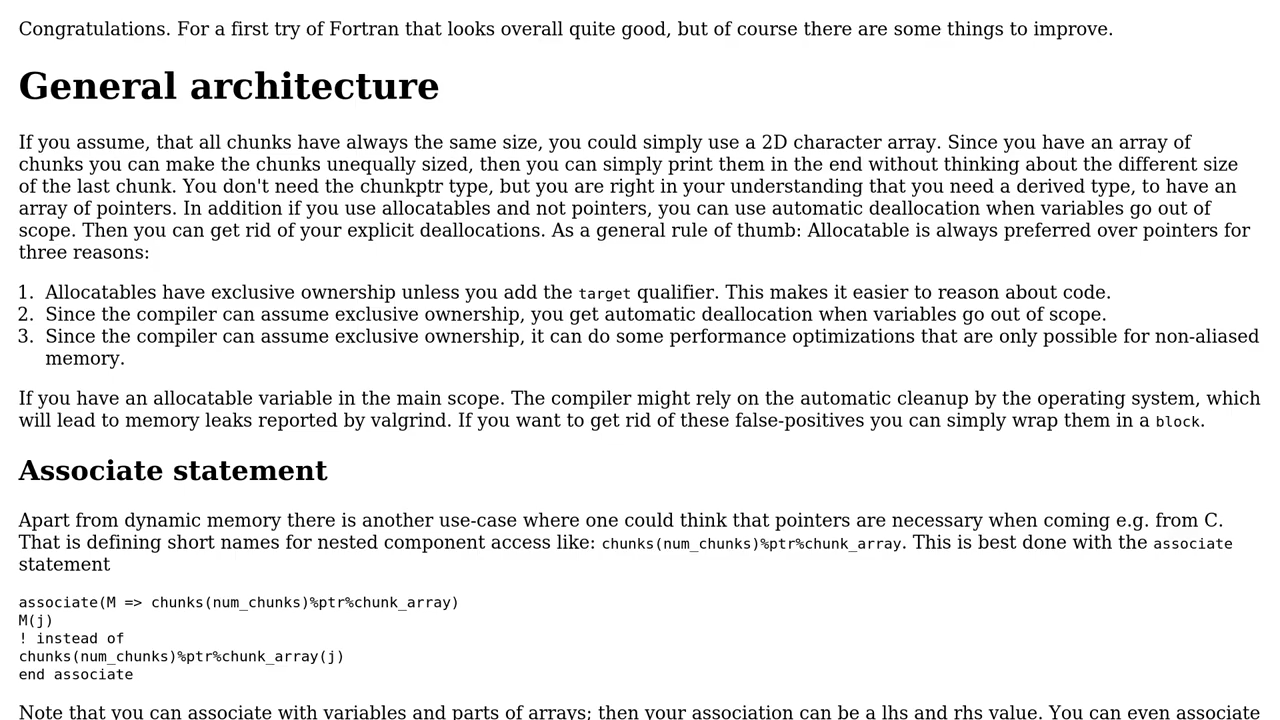 Congratulations. For a first try of Fortran that looks overall quite good, but of course there are some things to improve.
General architecture
If you assume, that all chunks have always the same size, you could simply use a 2D character array. Since you have an array of
chunks you can make the chunks unequally sized, then you can simply print them in the end without thinking about the different size
of the last chunk. You don't need the chunkptr type, but you are right in your understanding that you need a derived type, to have an
array of pointers. In addition if you use allocatables and not pointers, you can use automatic deallocation when variables go out of
scope. Then you can get rid of your explicit deallocations. As a general rule of thumb: Allocatable is always preferred over pointers for
three reasons:
1. Allocatables have exclusive ownership unless you add the target qualifier. This makes it easier to reason about code.
2. Since the compiler can assume exclusive ownership, you get automatic deallocation when variables go out of scope.
3. Since the compiler can assume exclusive ownership, it can do some performance optimizations that are only possible for non-aliased
memory.
If you have an allocatable variable in the main scope. The compiler might rely on the automatic cleanup by the operating system, which
will lead to memory leaks reported by valgrind. If you want to get rid of these false-positives you can simply wrap them in a block.
Associate statement
Apart from dynamic memory there is another use-case where one could think that pointers are necessary when coming e.g. from C.
That is defining short names for nested component access like: chunks(num_chunks)%ptr%chunk_array. This is best done with the associate
statement
associate(M => chunks(num_chunks)%ptr%chunk_array)
M(j)
! instead of
chunks(num_chunks)%ptr%chunk_array(j)
end associate
Note that you can associate with variables and parts of arrays; then your association can be a lhs and rhs value. You can even associate